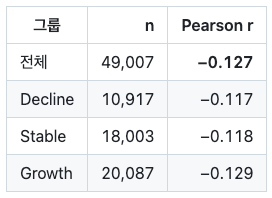 그룹 n Pearson r
전체 49,007 −0.127
Decline 10,917 −0.117
Stable 18,003 −0.118
Growth 20,087 −0.129